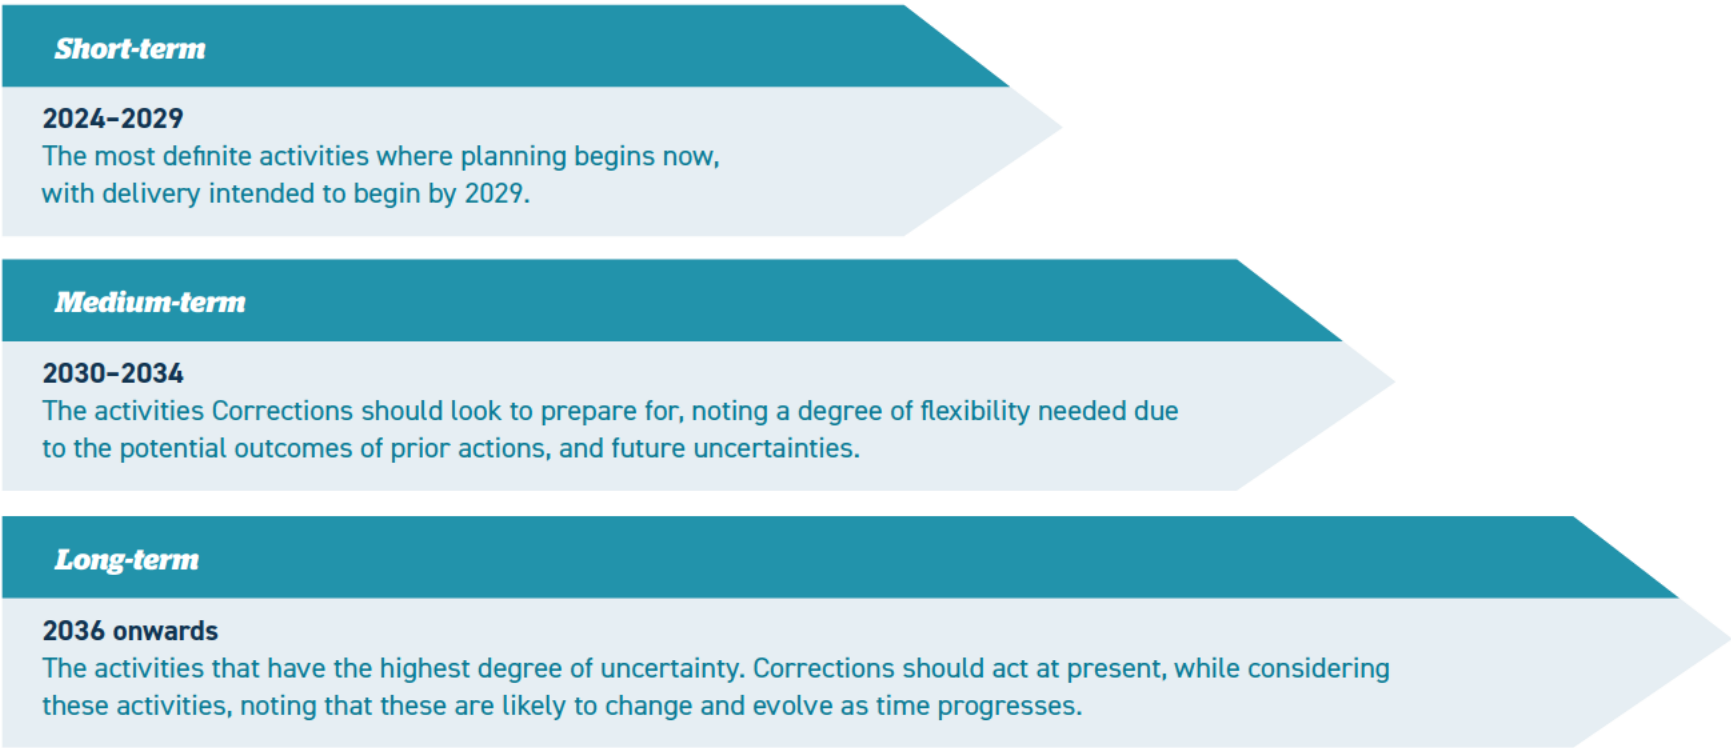 Short-term
2024–2029
The most definite activities where planning begins now,
with delivery intended to begin by 2029.
Medium-term
2030–2034
The activities Corrections should look to prepare for, noting a degree of flexibility needed due
to the potential outcomes of prior actions, and future uncertainties.
Long-term
2036 onwards
The activities that have the highest degree of uncertainty. Corrections should act at present, while considering
these activities, noting that these are likely to change and evolve as time progresses.